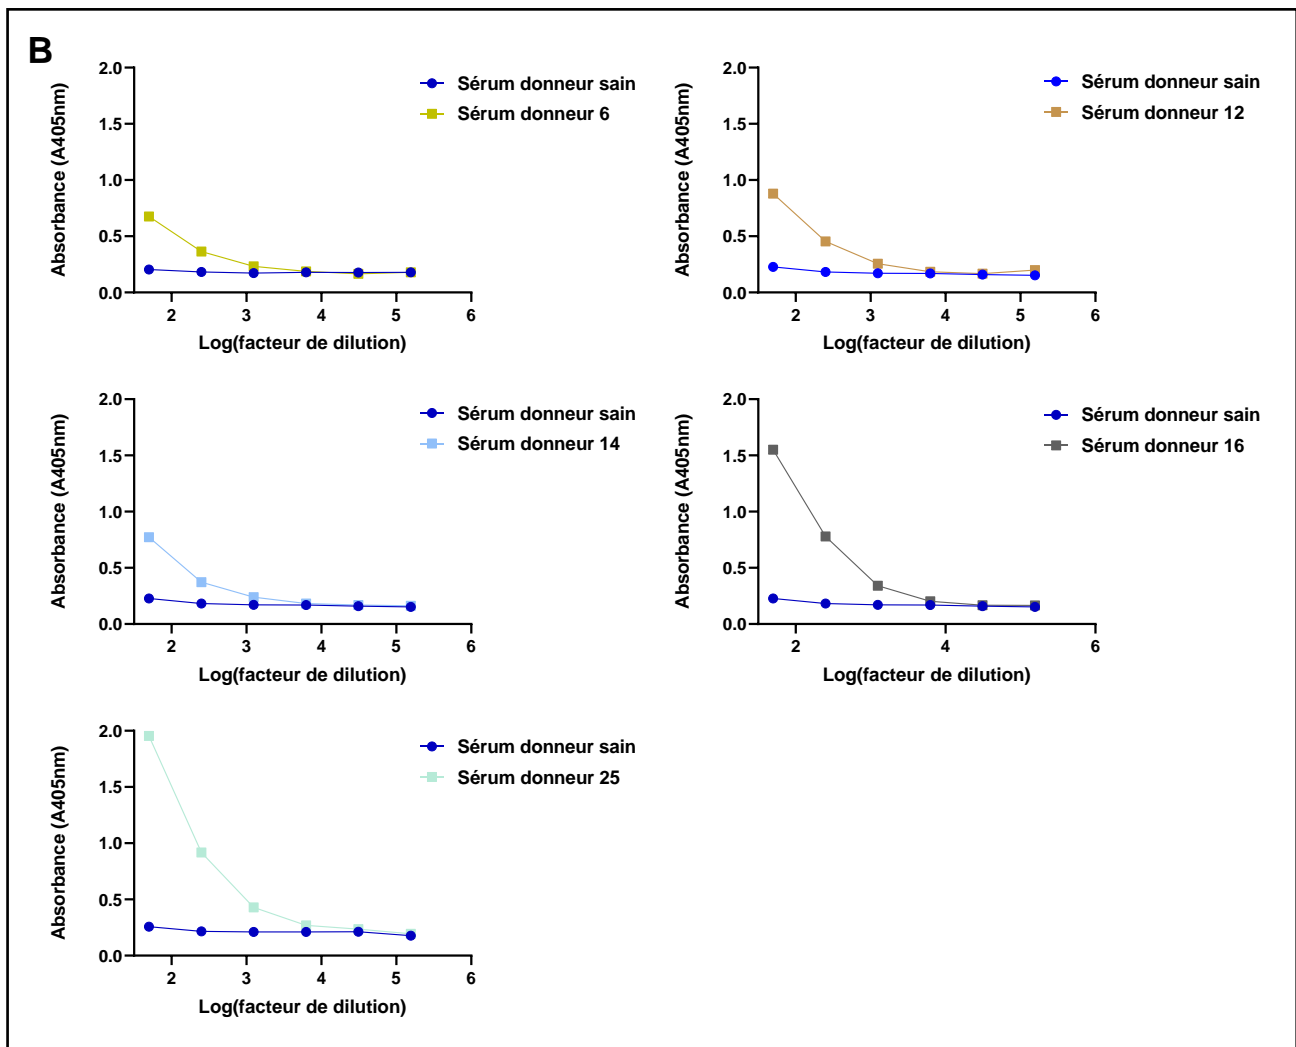 B
Absorbance (A405nm)
2.0
1.5
1.0
0.5
0.0
2 3 4 5 6
Log(facteur de dilution)
Sérum donneur sain
Sérum donneur 6
Absorbance (A405nm)
2.0
1.5
1.0
0.5
0.0
2 3 4 5 6
Log(facteur de dilution)
Sérum donneur sain
Sérum donneur 12
Absorbance (A405nm)
2.0
1.5
1.0
0.5
0.0
2 3 4 5 6
Log(facteur de dilution)
Sérum donneur sain
Sérum donneur 14
Absorbance (A405nm)
2.0
1.5
1.0
0.5
0.0
2 4 6
Log(facteur de dilution)
Sérum donneur sain
Sérum donneur 16
Absorbance (A405nm)
2.0
1.5
1.0
0.5
0.0
2 3 4 5 6
Log(facteur de dilution)
Sérum donneur sain
Sérum donneur 25